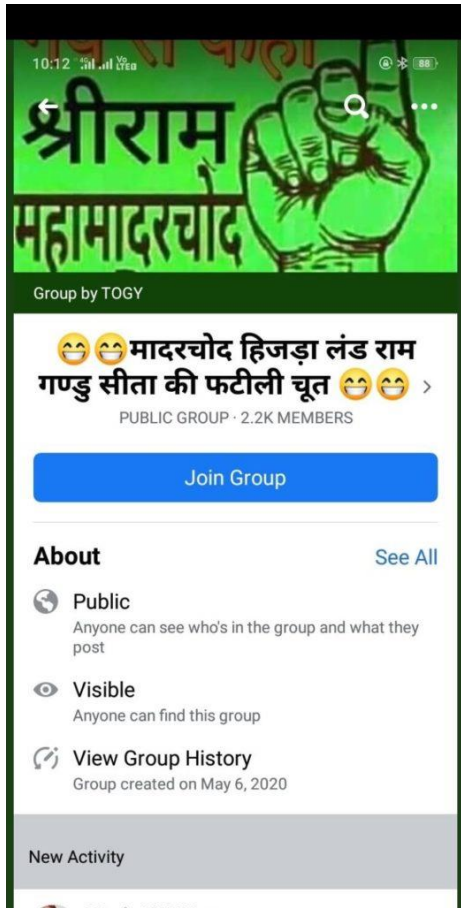 10:12
88
श्रीराम
महामादरचोद
Group by TOGY
😁😁मादरचोद हिजड़ा लंड राम
गण्डु सीता की फटीली चूत 😁😁 >
PUBLIC GROUP · 2.2K MEMBERS
Join Group
About
See All
Public
Anyone can see who's in the group and what they
post
Visible
Anyone can find this group
View Group History
Group created on May 6, 2020
New Activity